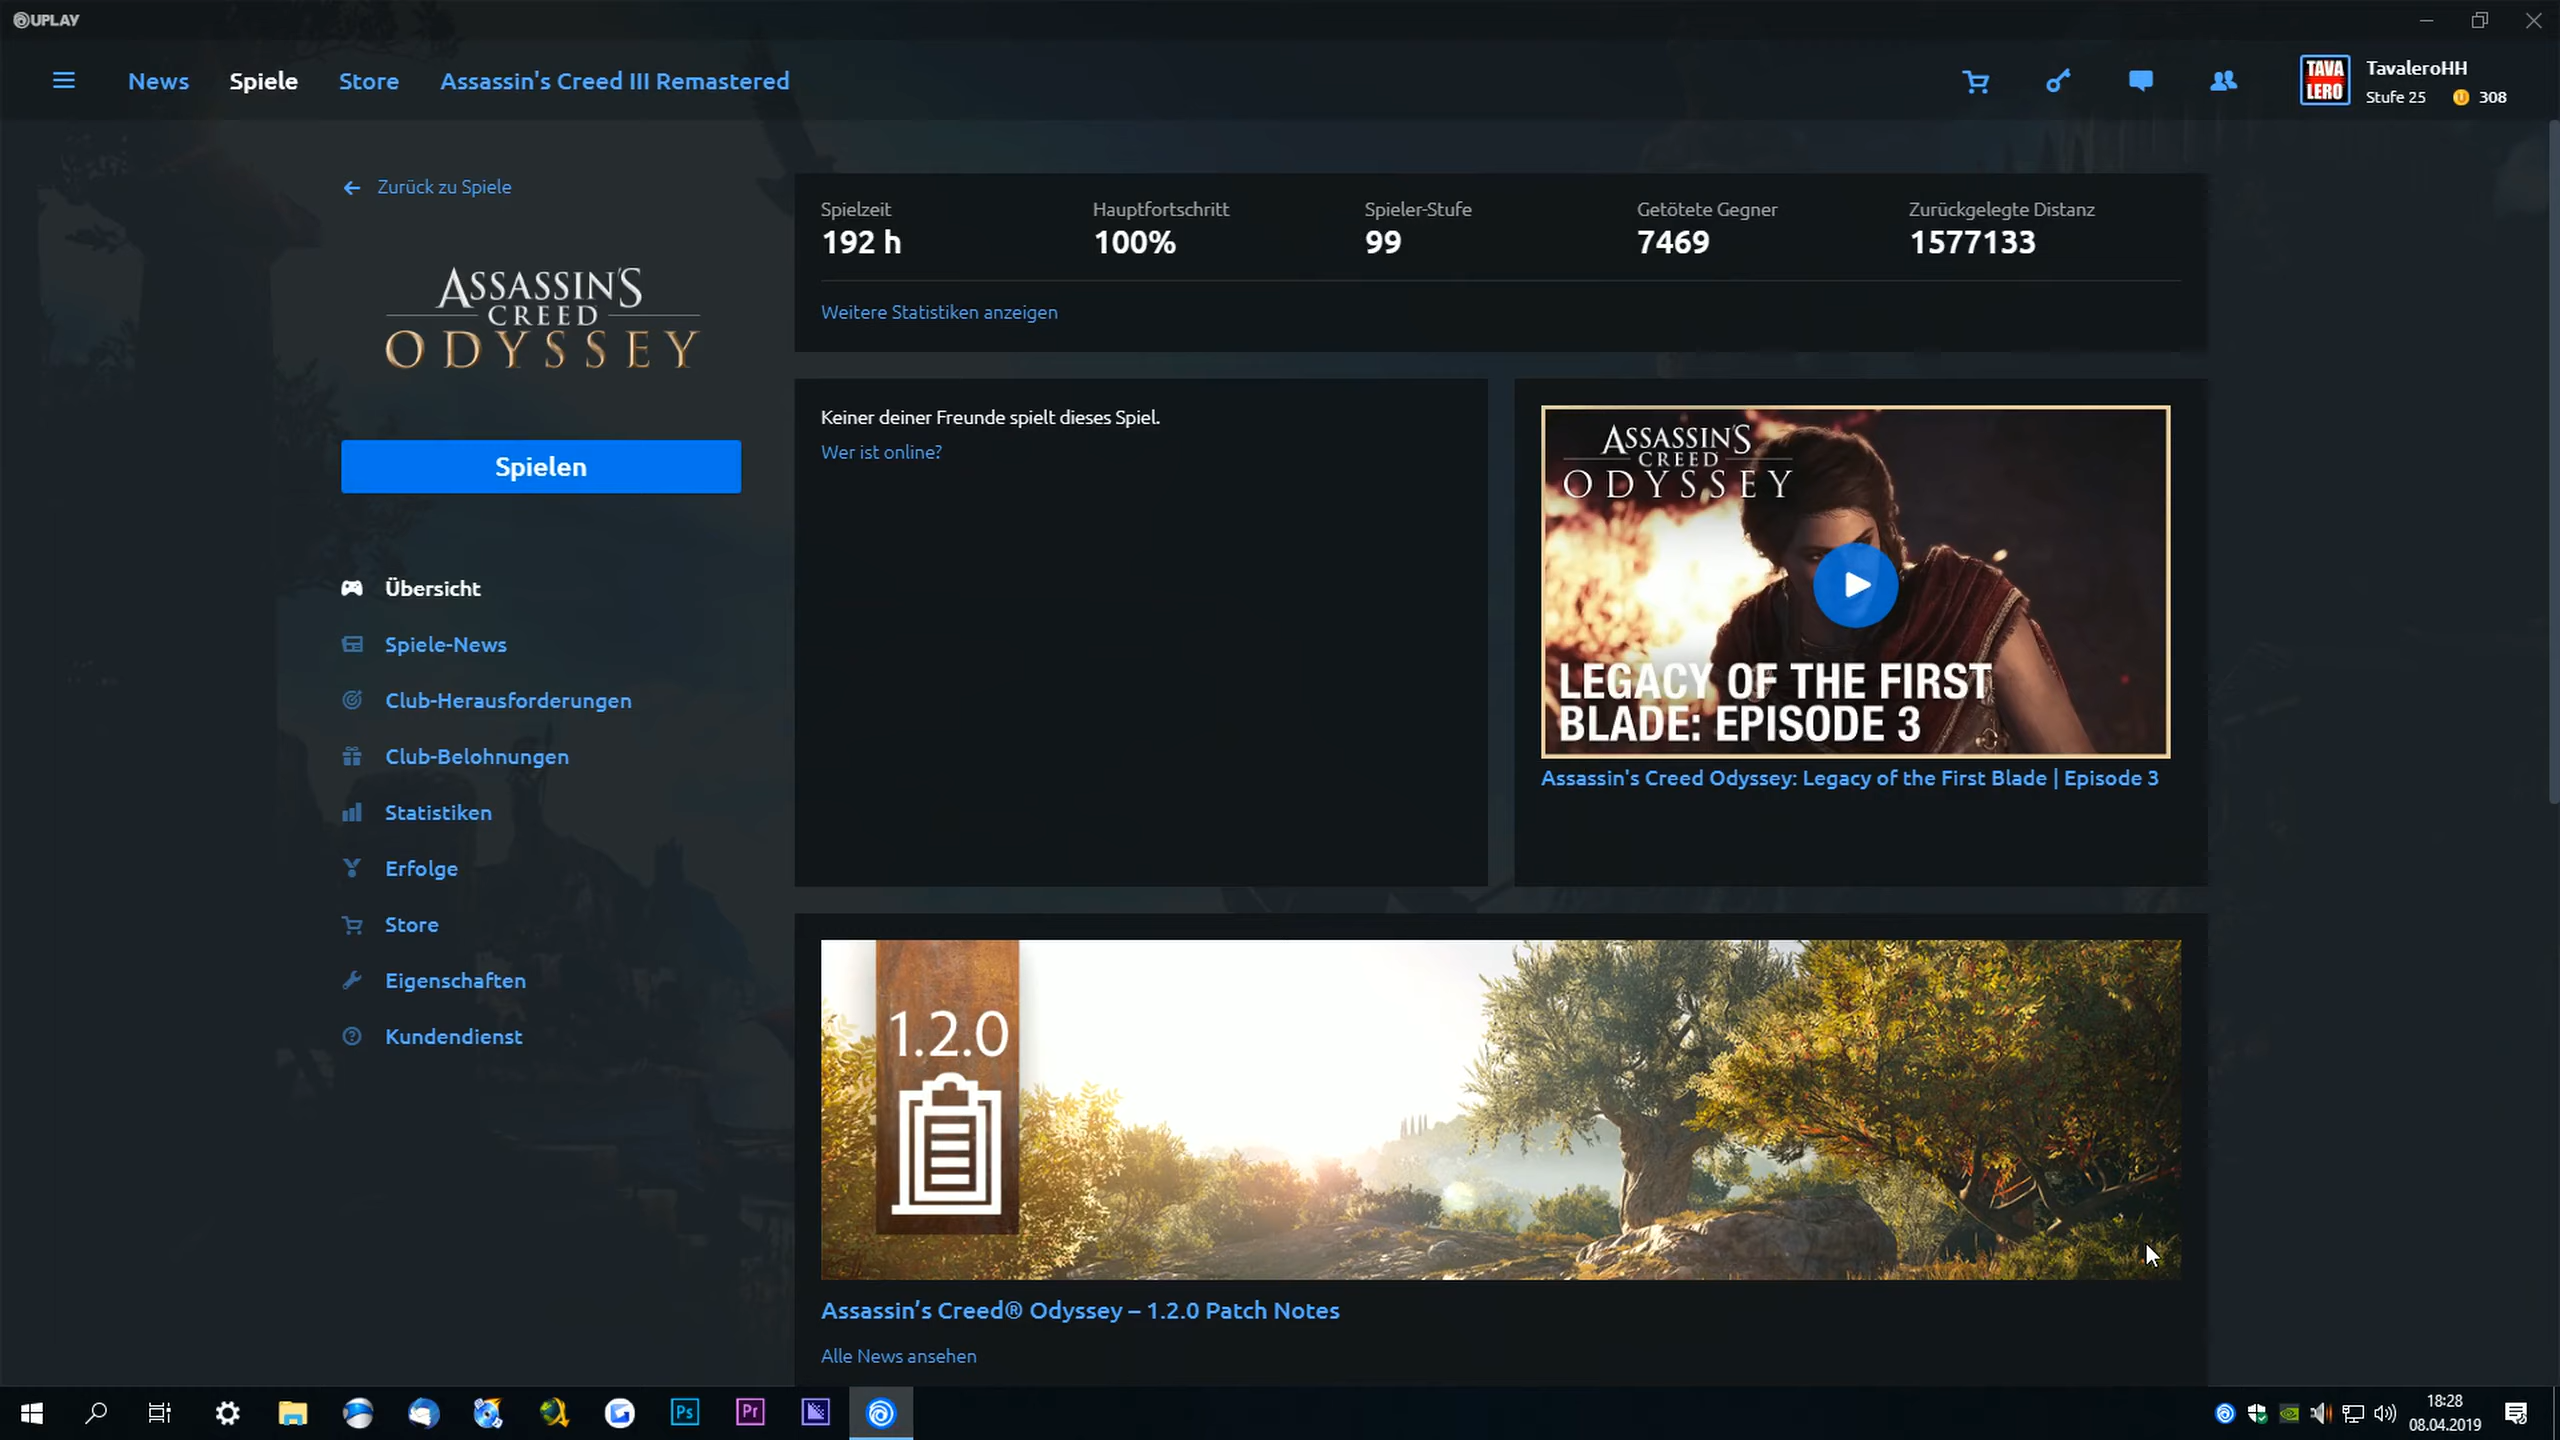 UPLAY
News
Spiele
Store
Assassin's Creed III Remastered
TAVA
LERO
TavaleroHH
Stufe 25
308
Zurück zu Spiele
ASSASSIN'S
CREED
ODYSSEY
Spielen
Übersicht
Spiele-News
Club-Herausforderungen
Club-Belohnungen
Statistiken
Erfolge
Store
Eigenschaften
Kundendienst
Spielzeit
192 h
Hauptfortschritt
100%
Spieler-Stufe
99
Getötete Gegner
7469
Zurückgelegte Distanz
1577133
Weitere Statistiken anzeigen
Keiner deiner Freunde spielt dieses Spiel.
Wer ist online?
ASSASSIN'S
CREED
ODYSSEY
LEGACY OF THE FIRST
BLADE: EPISODE 3
Assassin's Creed Odyssey: Legacy of the First Blade | Episode 3
1.2.0
Assassin’s Creed® Odyssey – 1.2.0 Patch Notes
Alle News ansehen
Ps
Pr
18:28
08.04.2019